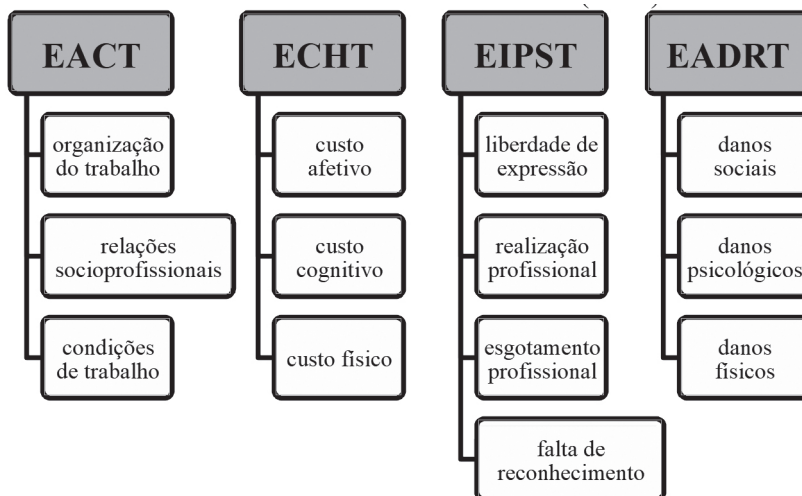 EACT
organização
do trabalho
relações
socioprofissionais
condições
de trabalho
ECHT
custo
afetivo
custo
cognitivo
custo físico
EIPST
liberdade de
expressão
realização
profissional
esgotamento
profissional
falta de
reconhecimento
EADRT
danos
sociais
danos
psicológicos
danos
físicos